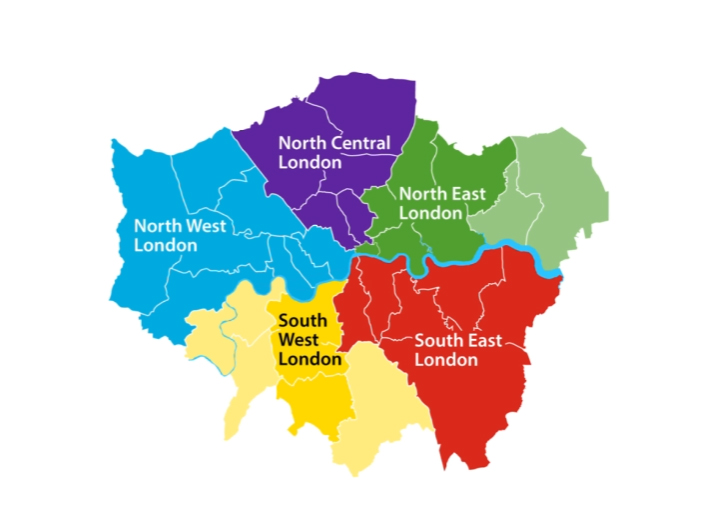 North Central
London
North East
London
North West
London
South
West
London
South East
London